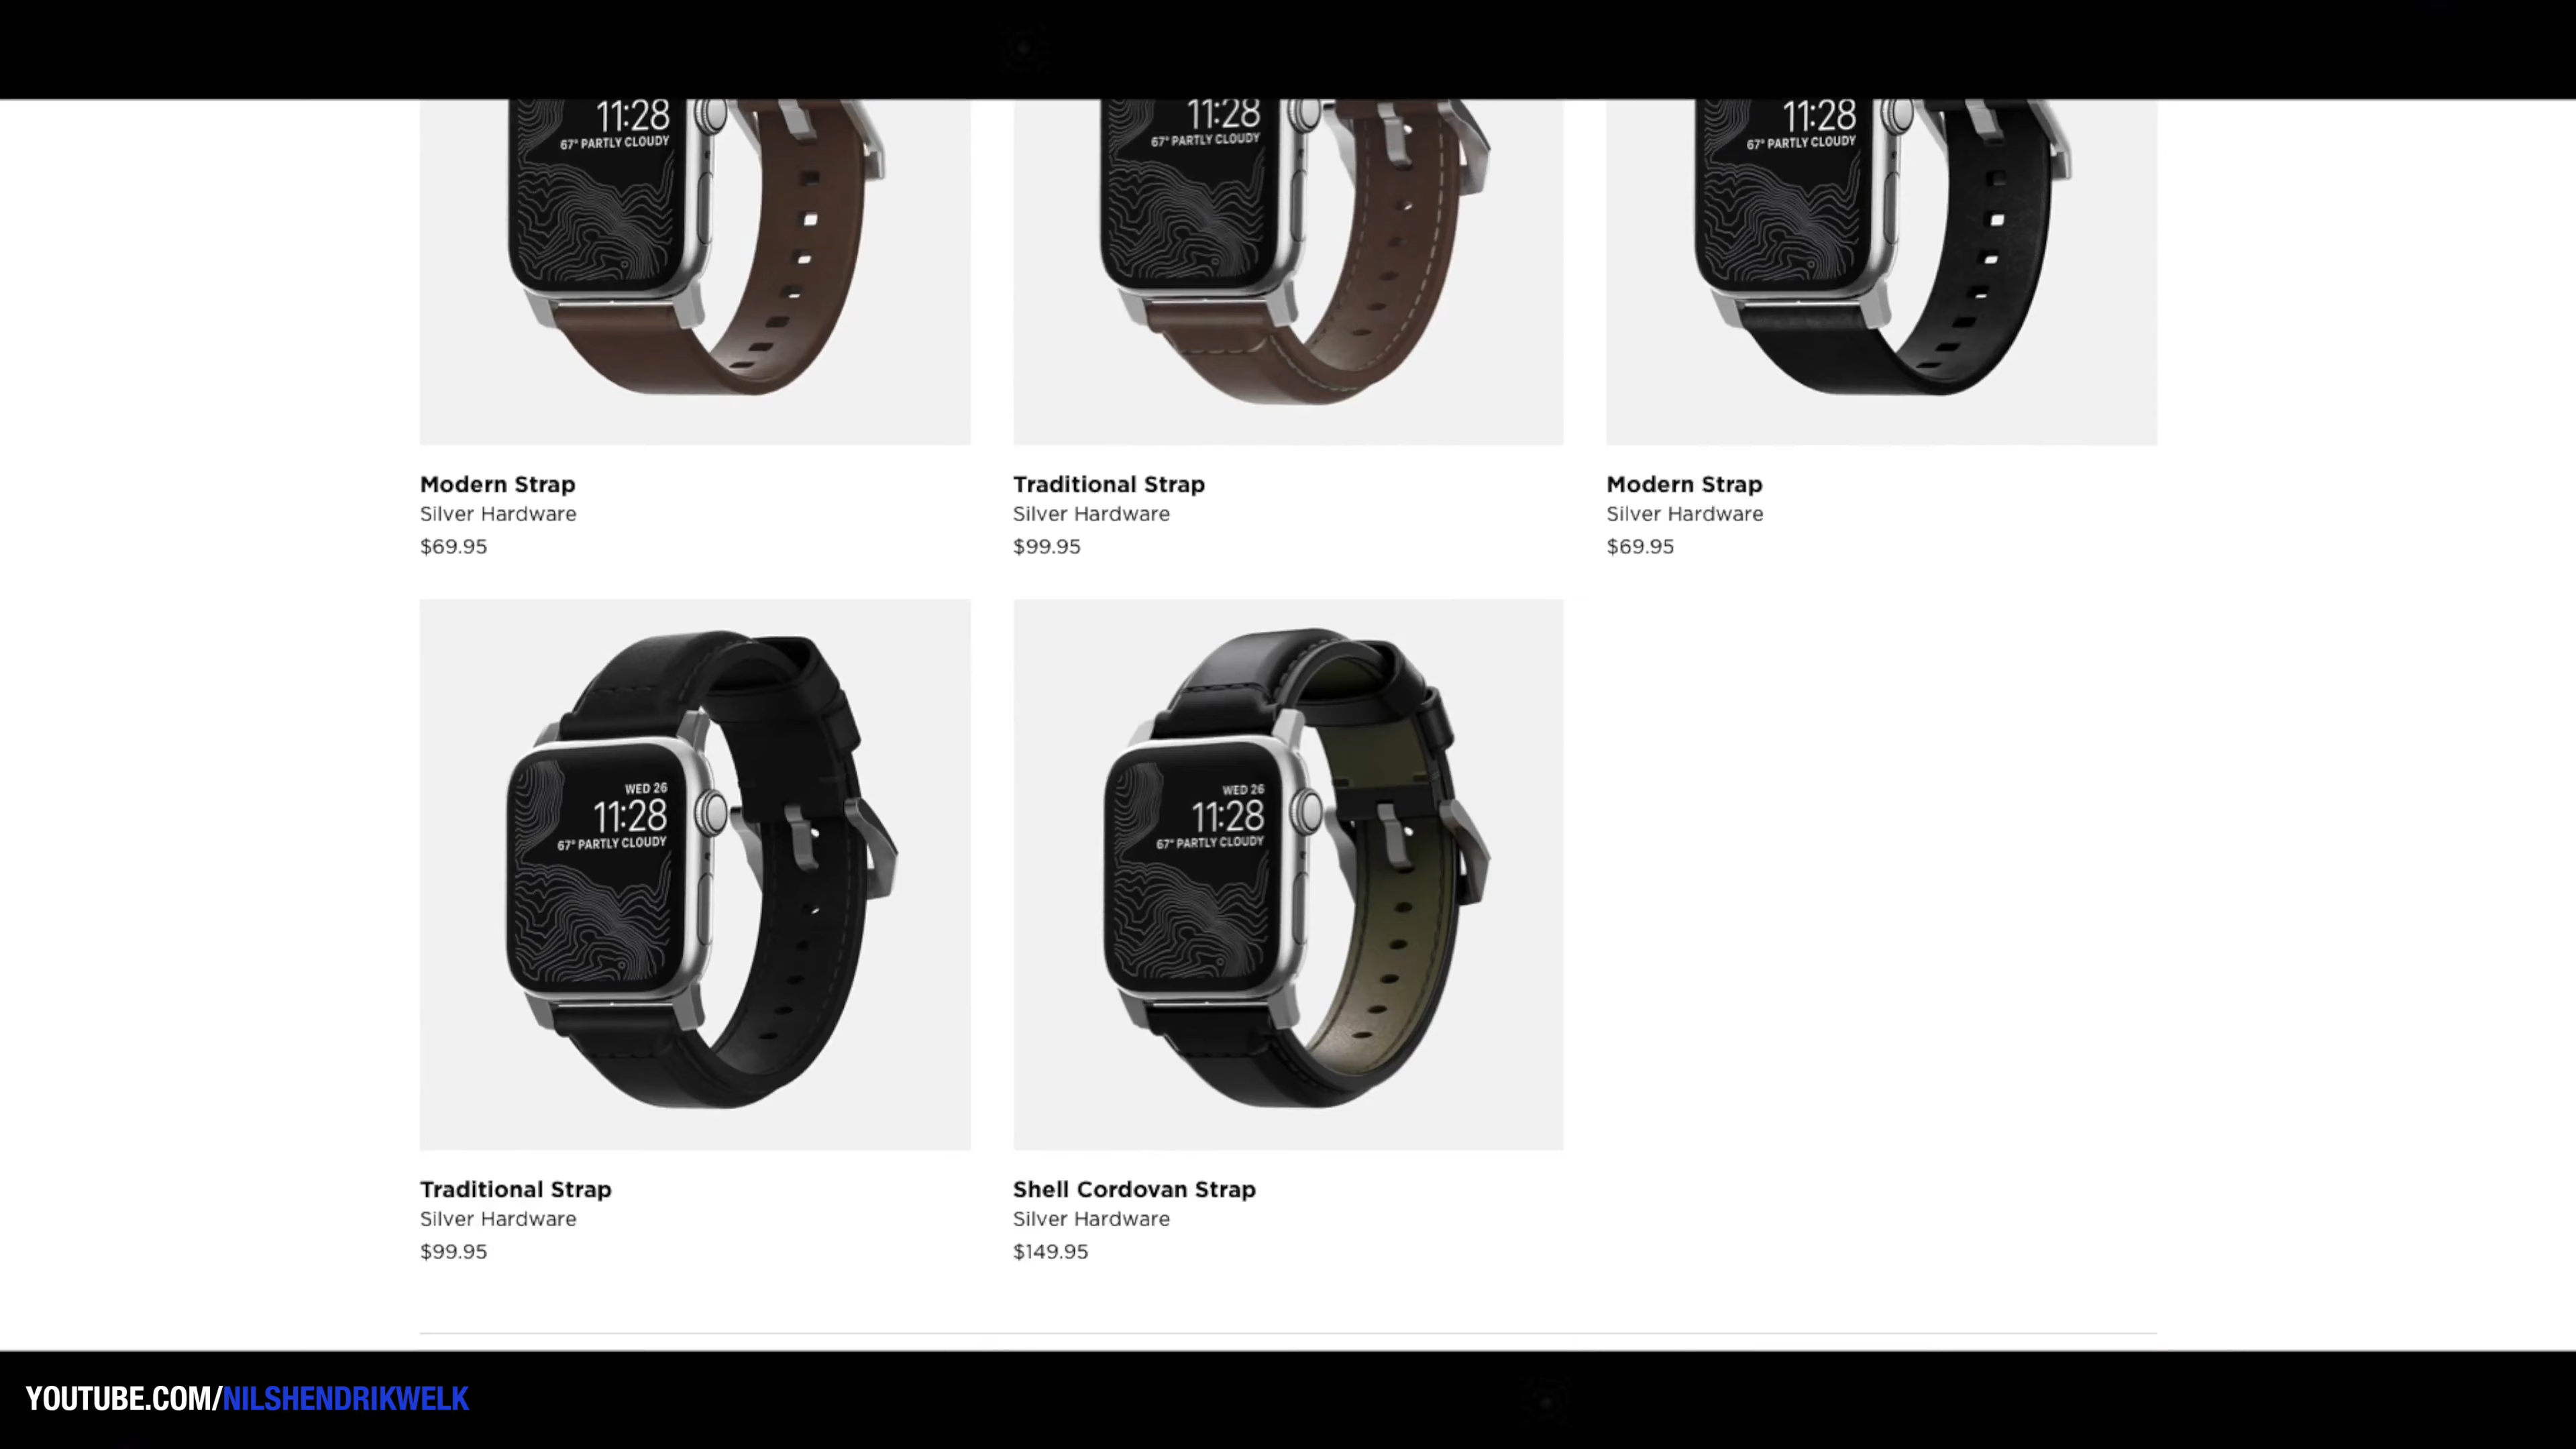 11:28
67° PARTLY CLOUDY
11:28
67° PARTLY CLOUDY
11:28
67° PARTLY CLOUDY
Modern Strap
Silver Hardware
$69.95
Traditional Strap
Silver Hardware
$99.95
Modern Strap
Silver Hardware
$69.95
WED 26
11:28
67° PARTLY CLOUDY
WED 26
11:28
67° PARTLY CLOUDY
Traditional Strap
Silver Hardware
$99.95
Shell Cordovan Strap
Silver Hardware
$149.95
YOUTUBE.COM/NILSHENDRIKWELK